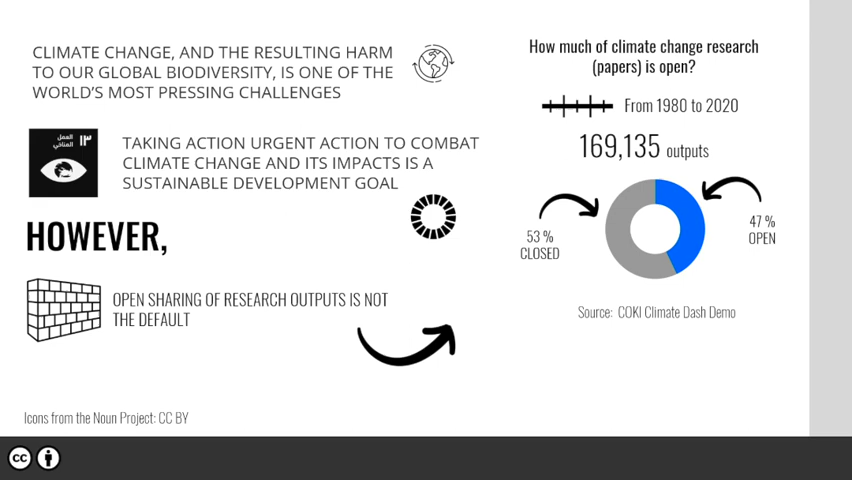 CLIMATE CHANGE, AND THE RESULTING HARM
TO OUR GLOBAL BIODIVERSITY, IS ONE OF THE
WORLD'S MOST PRESSING CHALLENGES
١٣ العمل
المناخي
TAKING ACTION URGENT ACTION TO COMBAT
CLIMATE CHANGE AND ITS IMPACTS IS A
SUSTAINABLE DEVELOPMENT GOAL
HOWEVER,
OPEN SHARING OF RESEARCH OUTPUTS IS NOT
THE DEFAULT
Icons from the Noun Project: CC BY
How much of climate change research
(papers) is open?
From 1980 to 2020
169,135 outputs
53 %
CLOSED
47 %
OPEN
Source: COKI Climate Dash Demo
cc